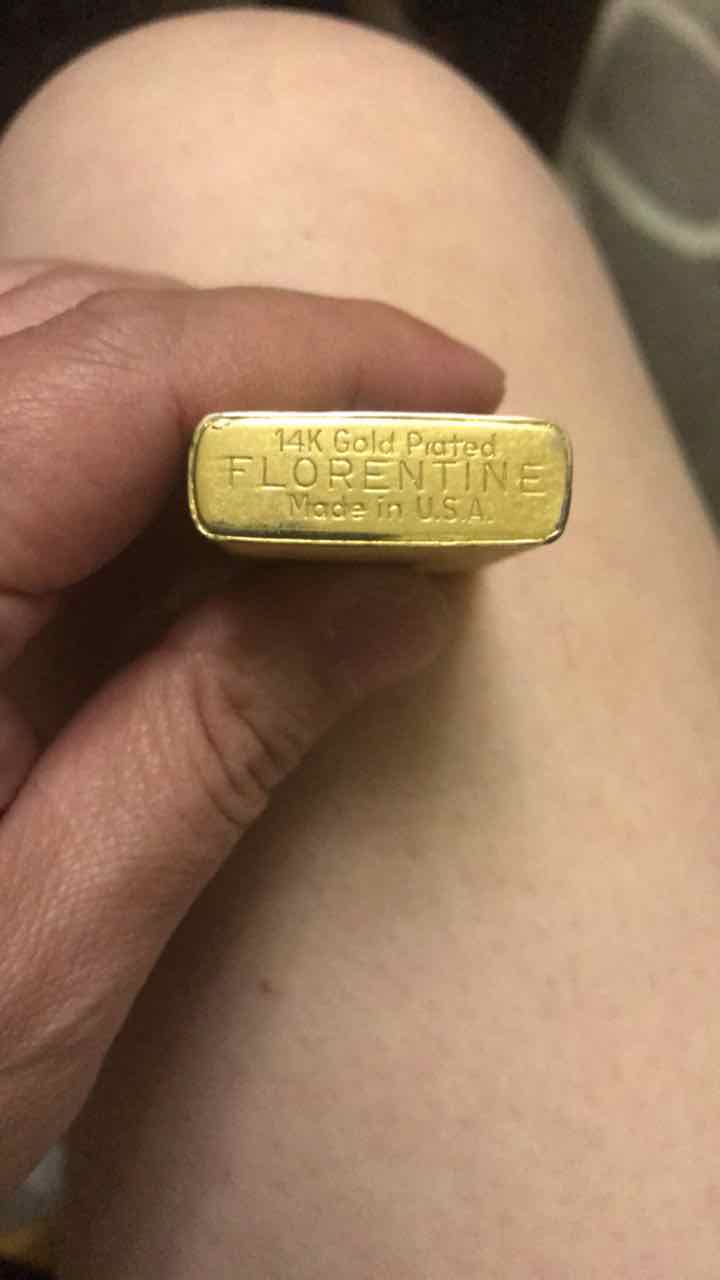 14K Gold Plated
FLORENTINE
Made in U.S.A.